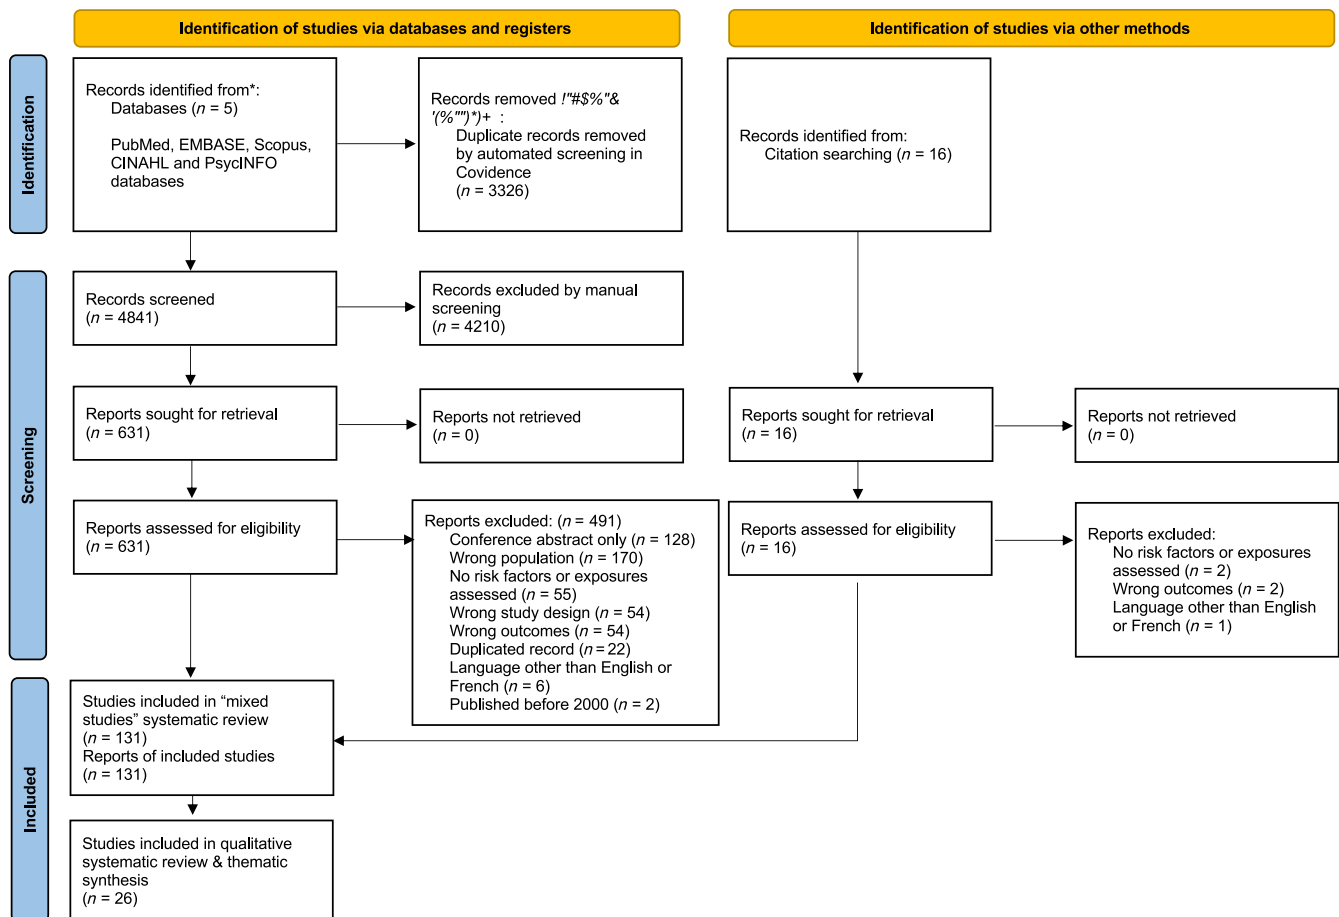 Identification of studies via databases and registers
Identification of studies via other methods
Identification
Records identified from*:
Databases (n = 5)
PubMed, EMBASE, Scopus,
CINAHL and PsycINFO
databases
Records removed !"#$%"&
'(%"")*)+ :
Duplicate records removed
by automated screening in
Covidence
(n = 3326)
Records identified from:
Citation searching (n = 16)
Screening
Records screened
(n = 4841)
Records excluded by manual
screening
(n = 4210)
Reports sought for retrieval
(n = 631)
Reports not retrieved
(n = 0)
Reports sought for retrieval
(n = 16)
Reports not retrieved
(n = 0)
Reports assessed for eligibility
(n = 631)
Reports excluded: (n = 491)
Conference abstract only (n = 128)
Wrong population (n = 170)
No risk factors or exposures
assessed (n = 55)
Wrong study design (n = 54)
Wrong outcomes (n = 54)
Duplicated record (n = 22)
Language other than English or
French (n = 6)
Published before 2000 (n = 2)
Reports assessed for eligibility
(n = 16)
Reports excluded:
No risk factors or exposures
assessed (n = 2)
Wrong outcomes (n = 2)
Language other than English
or French (n = 1)
Included
Studies included in “mixed
studies” systematic review
(n = 131)
Reports of included studies
(n = 131)
Studies included in qualitative
systematic review & thematic
synthesis
(n = 26)